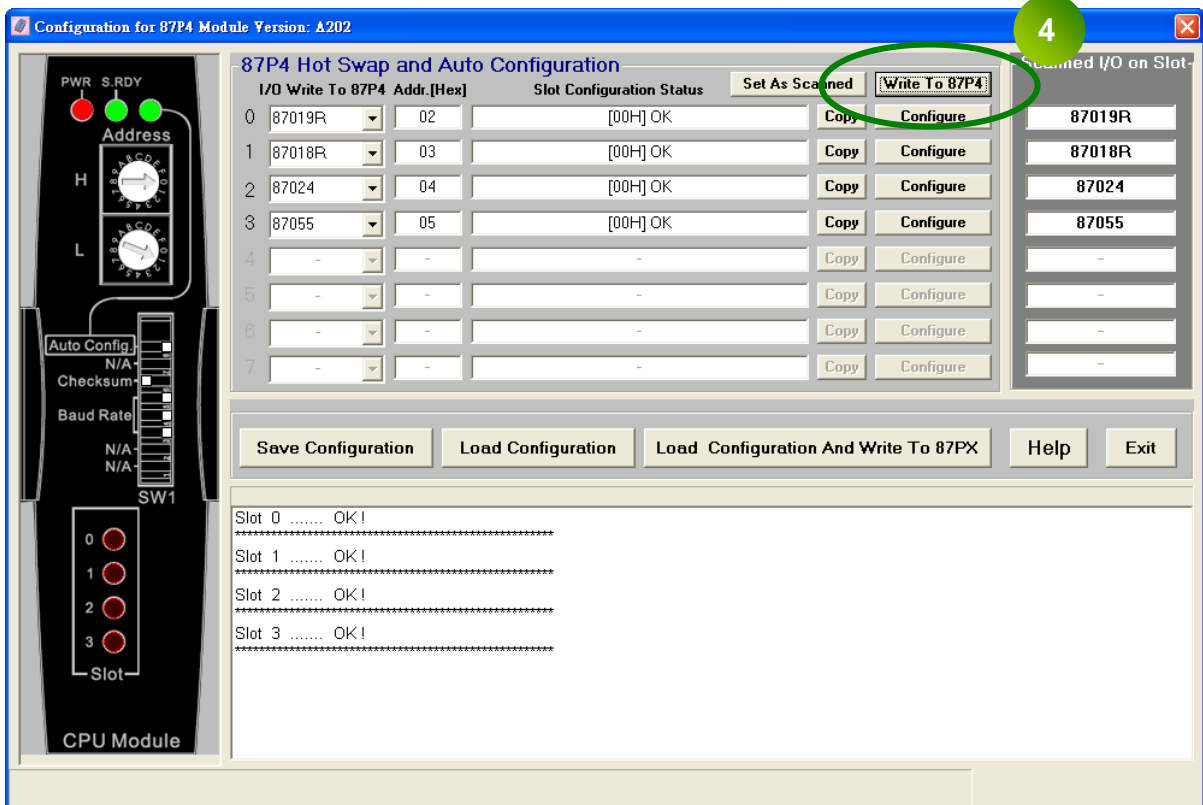 Configuration for 87P4 Module Version: A202
4
PWR S.RDY
Address
H
L
Auto Config.
N/A
Checksum
Baud Rate
N/A
N/A
SW1
0
1
2
3
Slot
CPU Module
87P4 Hot Swap and Auto Configuration
Set As Scanned Write To 87P4
I/O Write To 87P4 Addr.[Hex] Slot Configuration Status
0 87019R 02 [00H] OK Copy Configure
1 87018R 03 [00H] OK Copy Configure
2 87024 04 [00H] OK Copy Configure
3 87055 05 [00H] OK Copy Configure
4 - - - Copy Configure
5 - - - Copy Configure
6 - - - Copy Configure
7 - - - Copy Configure
Scanned I/O on Slot
87019R
87018R
87024
87055
-
-
-
-
Save Configuration Load Configuration Load Configuration And Write To 87PX Help Exit
Slot 0 ....... OK !
*****************************************************
Slot 1 ....... OK !
*****************************************************
Slot 2 ....... OK !
*****************************************************
Slot 3 ....... OK !
*****************************************************